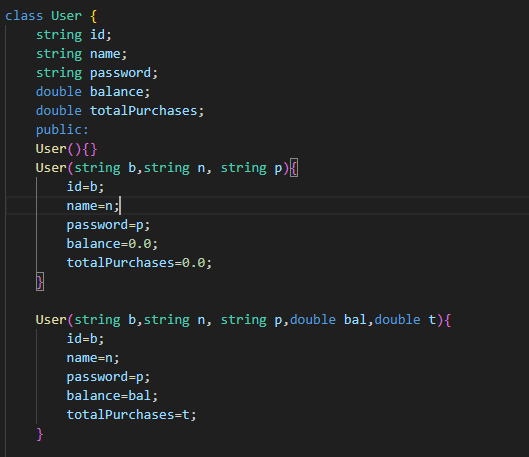 class User {
    string id;
    string name;
    string password;
    double balance;
    double totalPurchases;
    public:
    User(){}
    User(string b,string n, string p){
        id=b;
        name=n;
        password=p;
        balance=0.0;
        totalPurchases=0.0;
    }

    User(string b,string n, string p,double bal,double t){
        id=b;
        name=n;
        password=p;
        balance=bal;
        totalPurchases=t;
    }